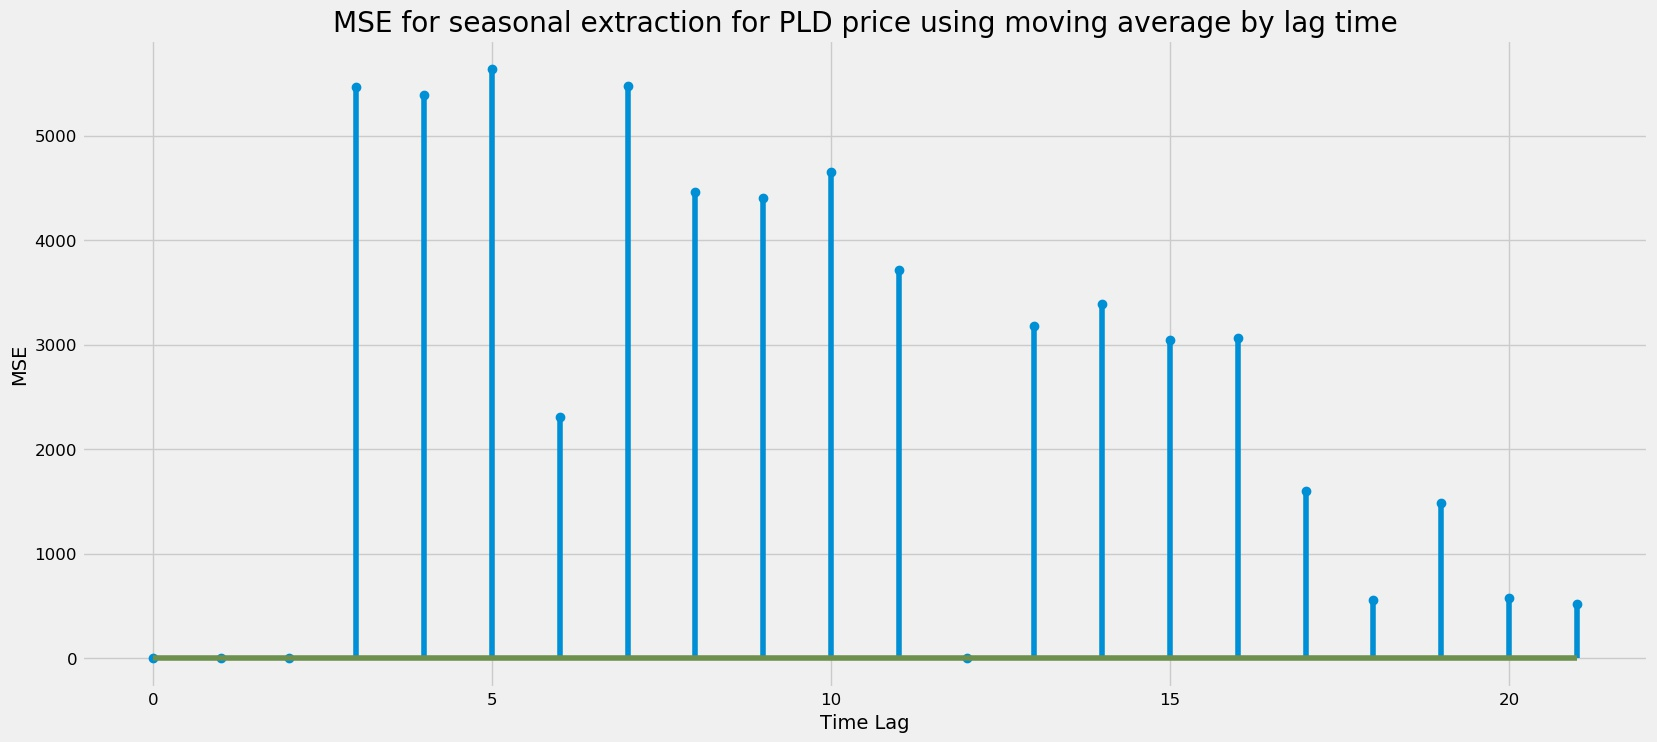 MSE for seasonal extraction for PLD price using moving average by lag time
5000
4000
3000
2000
1000
0
MSE
0 5 10 15 20
Time Lag